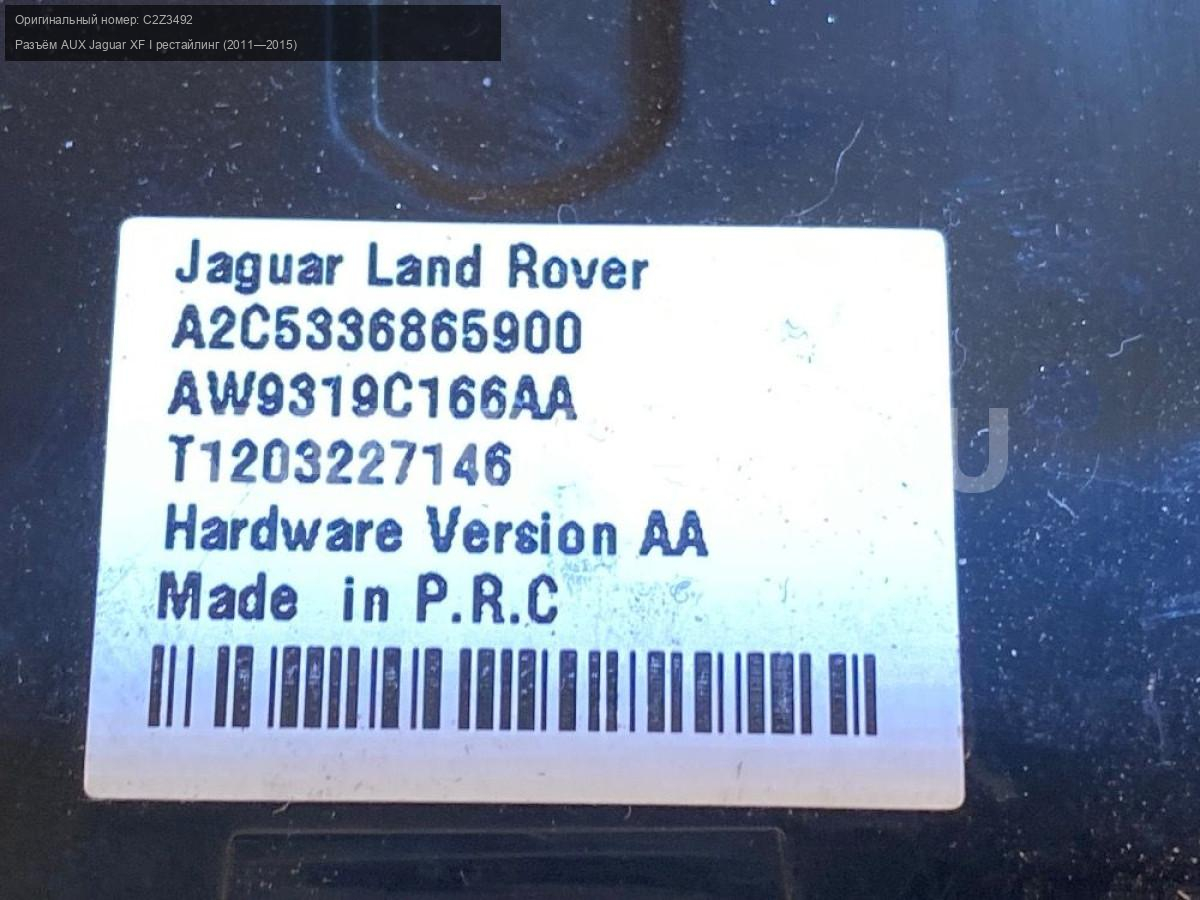 Оригинальный номер: C2Z3492
Разъём AUX Jaguar XF I рестайлинг (2011—2015)
Jaguar Land Rover
A2C5336865900
AW9319C166AA
T1203227146
Hardware Version AA
Made in P.R.C